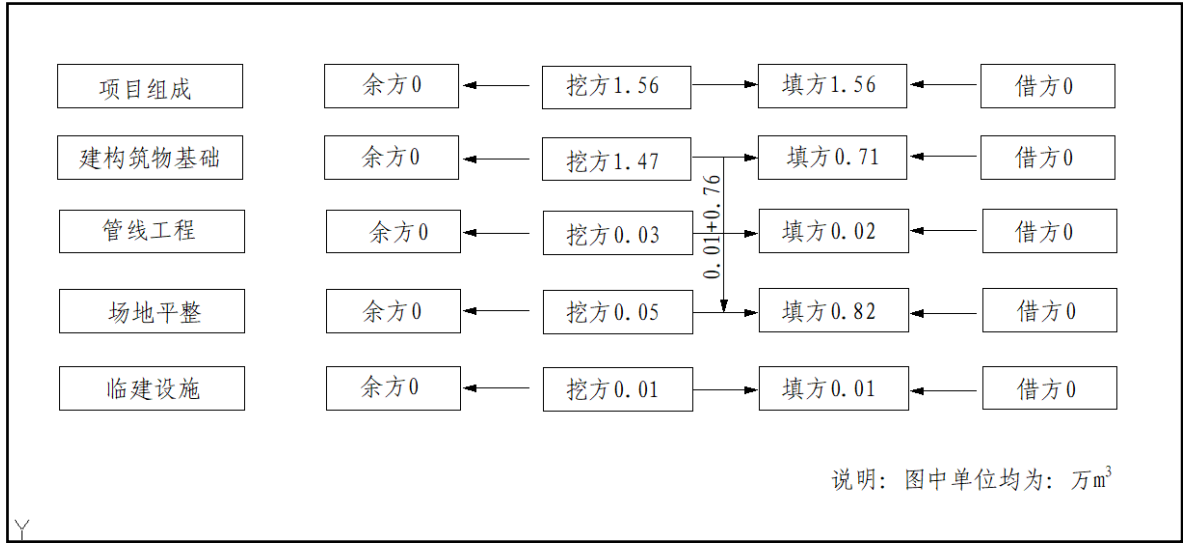 项目组成 余方0 挖方1.56 填方1.56 借方0
建构筑物基础 余方0 挖方1.47 填方0.71 借方0
0.01+0.76
管线工程 余方0 挖方0.03 填方0.02 借方0
场地平整 余方0 挖方0.05 填方0.82 借方0
临建设施 余方0 挖方0.01 填方0.01 借方0
说明：图中单位均为：万m³
Y